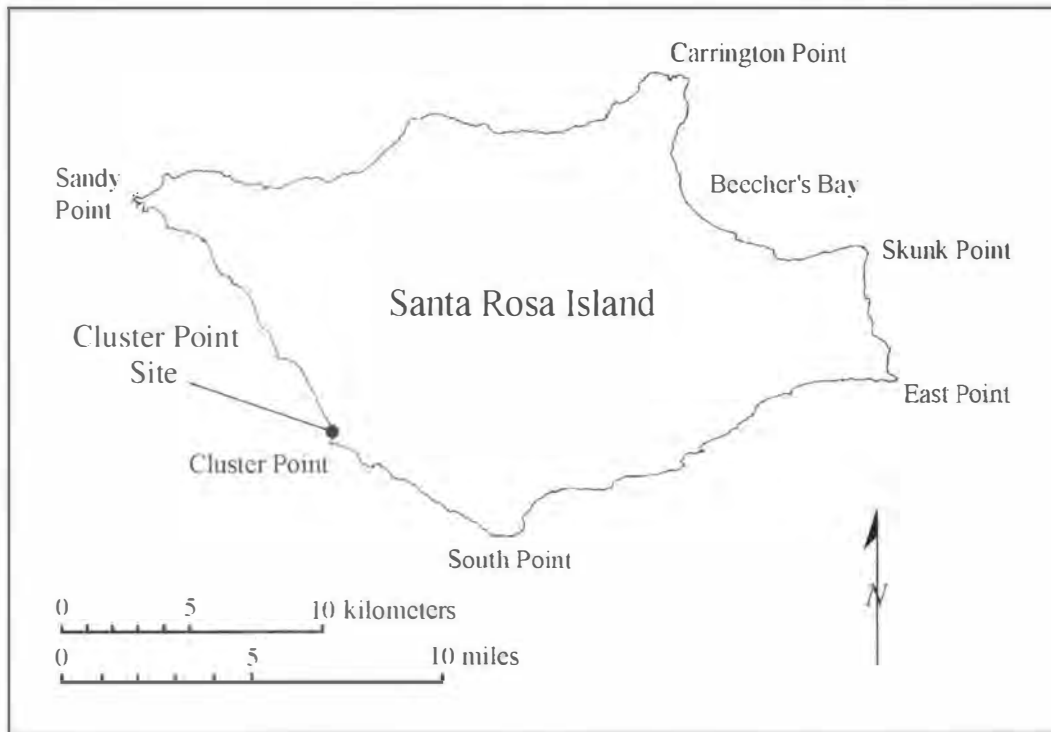 Carrington Point
Sandy
Point
Beecher's Bay
Skunk Point
Santa Rosa Island
Cluster Point
Site
East Point
Cluster Point
South Point
N
0 5 10 kilometers
0 5 10 miles